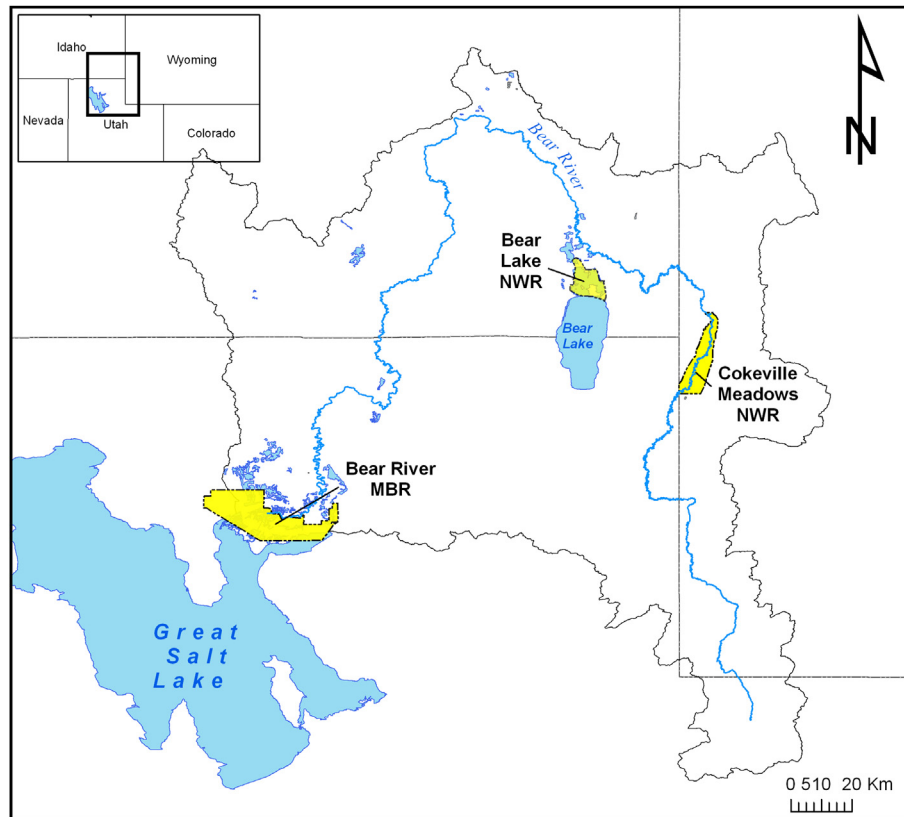 Idaho
Wyoming
Nevada
Utah
Colorado
N
Bear River
Bear
Lake
NWR
Bear
Lake
Cokeville
Meadows
NWR
Bear River
MBR
Great
Salt
Lake
0 510 20 Km